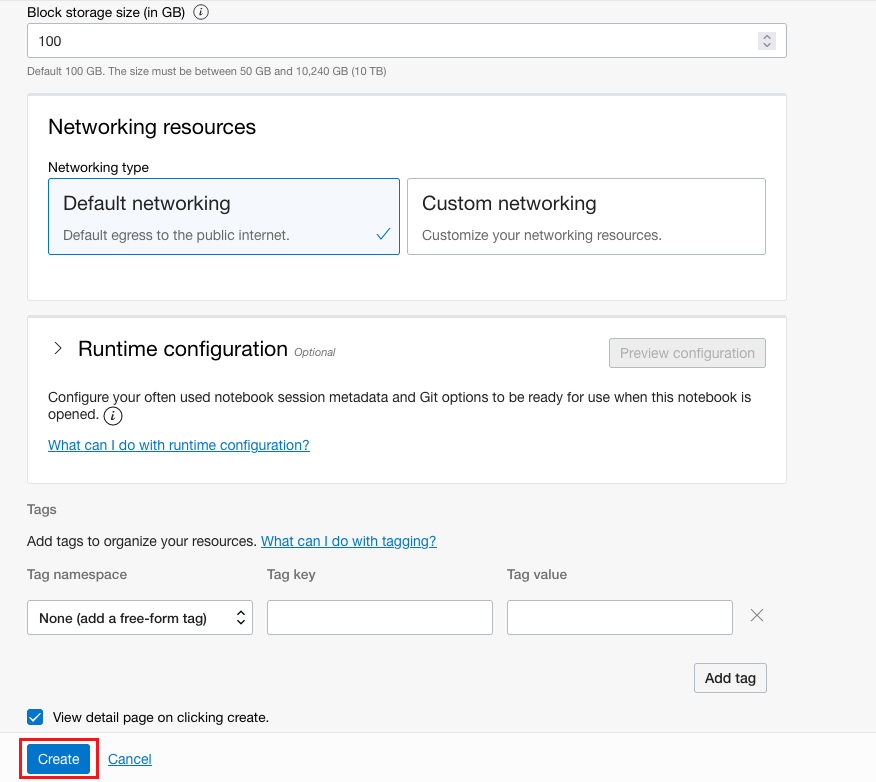 Block storage size (in GB) i
100
Default 100 GB. The size must be between 50 GB and 10,240 GB (10 TB)
Networking resources
Networking type
Default networking
Default egress to the public internet.
Custom networking
Customize your networking resources.
Runtime configuration Optional
Preview configuration
Configure your often used notebook session metadata and Git options to be ready for use when this notebook is
opened. i
What can I do with runtime configuration?
Tags
Add tags to organize your resources. What can I do with tagging?
Tag namespace Tag key Tag value
None (add a free-form tag)
Add tag
View detail page on clicking create.
Create Cancel